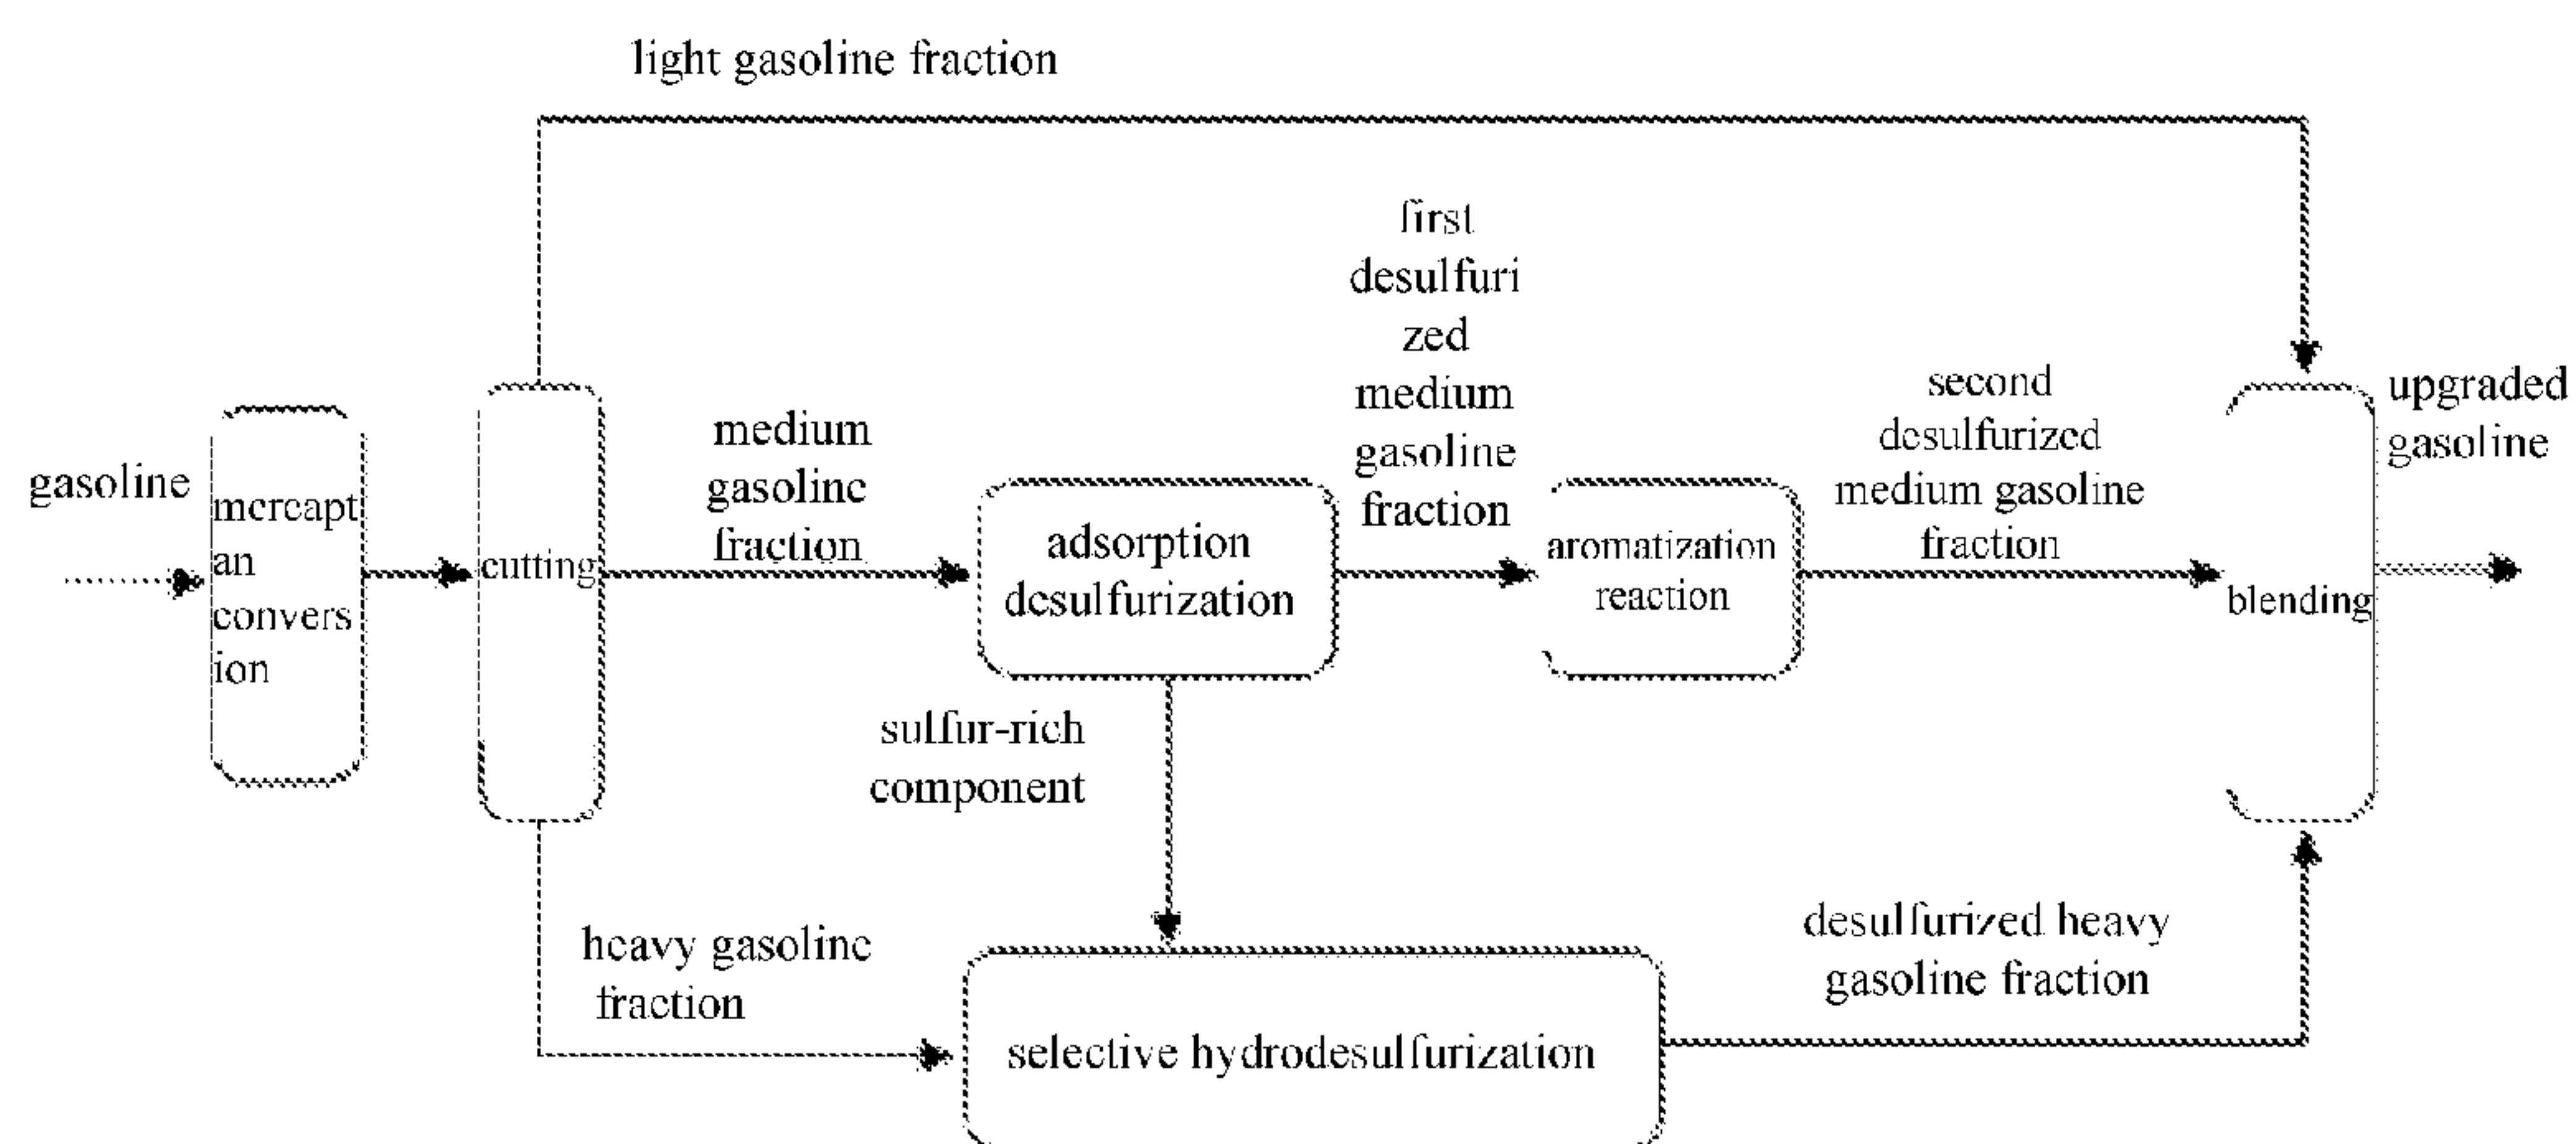 light gasoline fraction
gasoline
mercapt
an
convers
ion
cutting
medium
gasoline
fraction
adsorption
desulfurization
first
desulfuri
zed
medium
gasoline
fraction
aromatization
reaction
second
desulfurized
medium gasoline
fraction
blending
upgraded
gasoline
sulfur-rich
component
heavy gasoline
fraction
selective hydrodesulfurization
desulfurized heavy
gasoline fraction